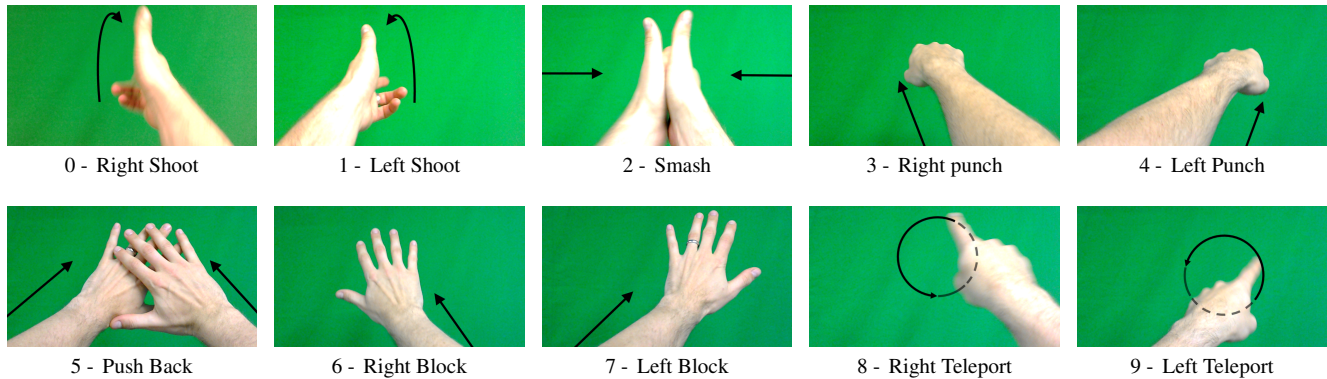 0 - Right Shoot
1 - Left Shoot
2 - Smash
3 - Right punch
4 - Left Punch
5 - Push Back
6 - Right Block
7 - Left Block
8 - Right Teleport
9 - Left Teleport